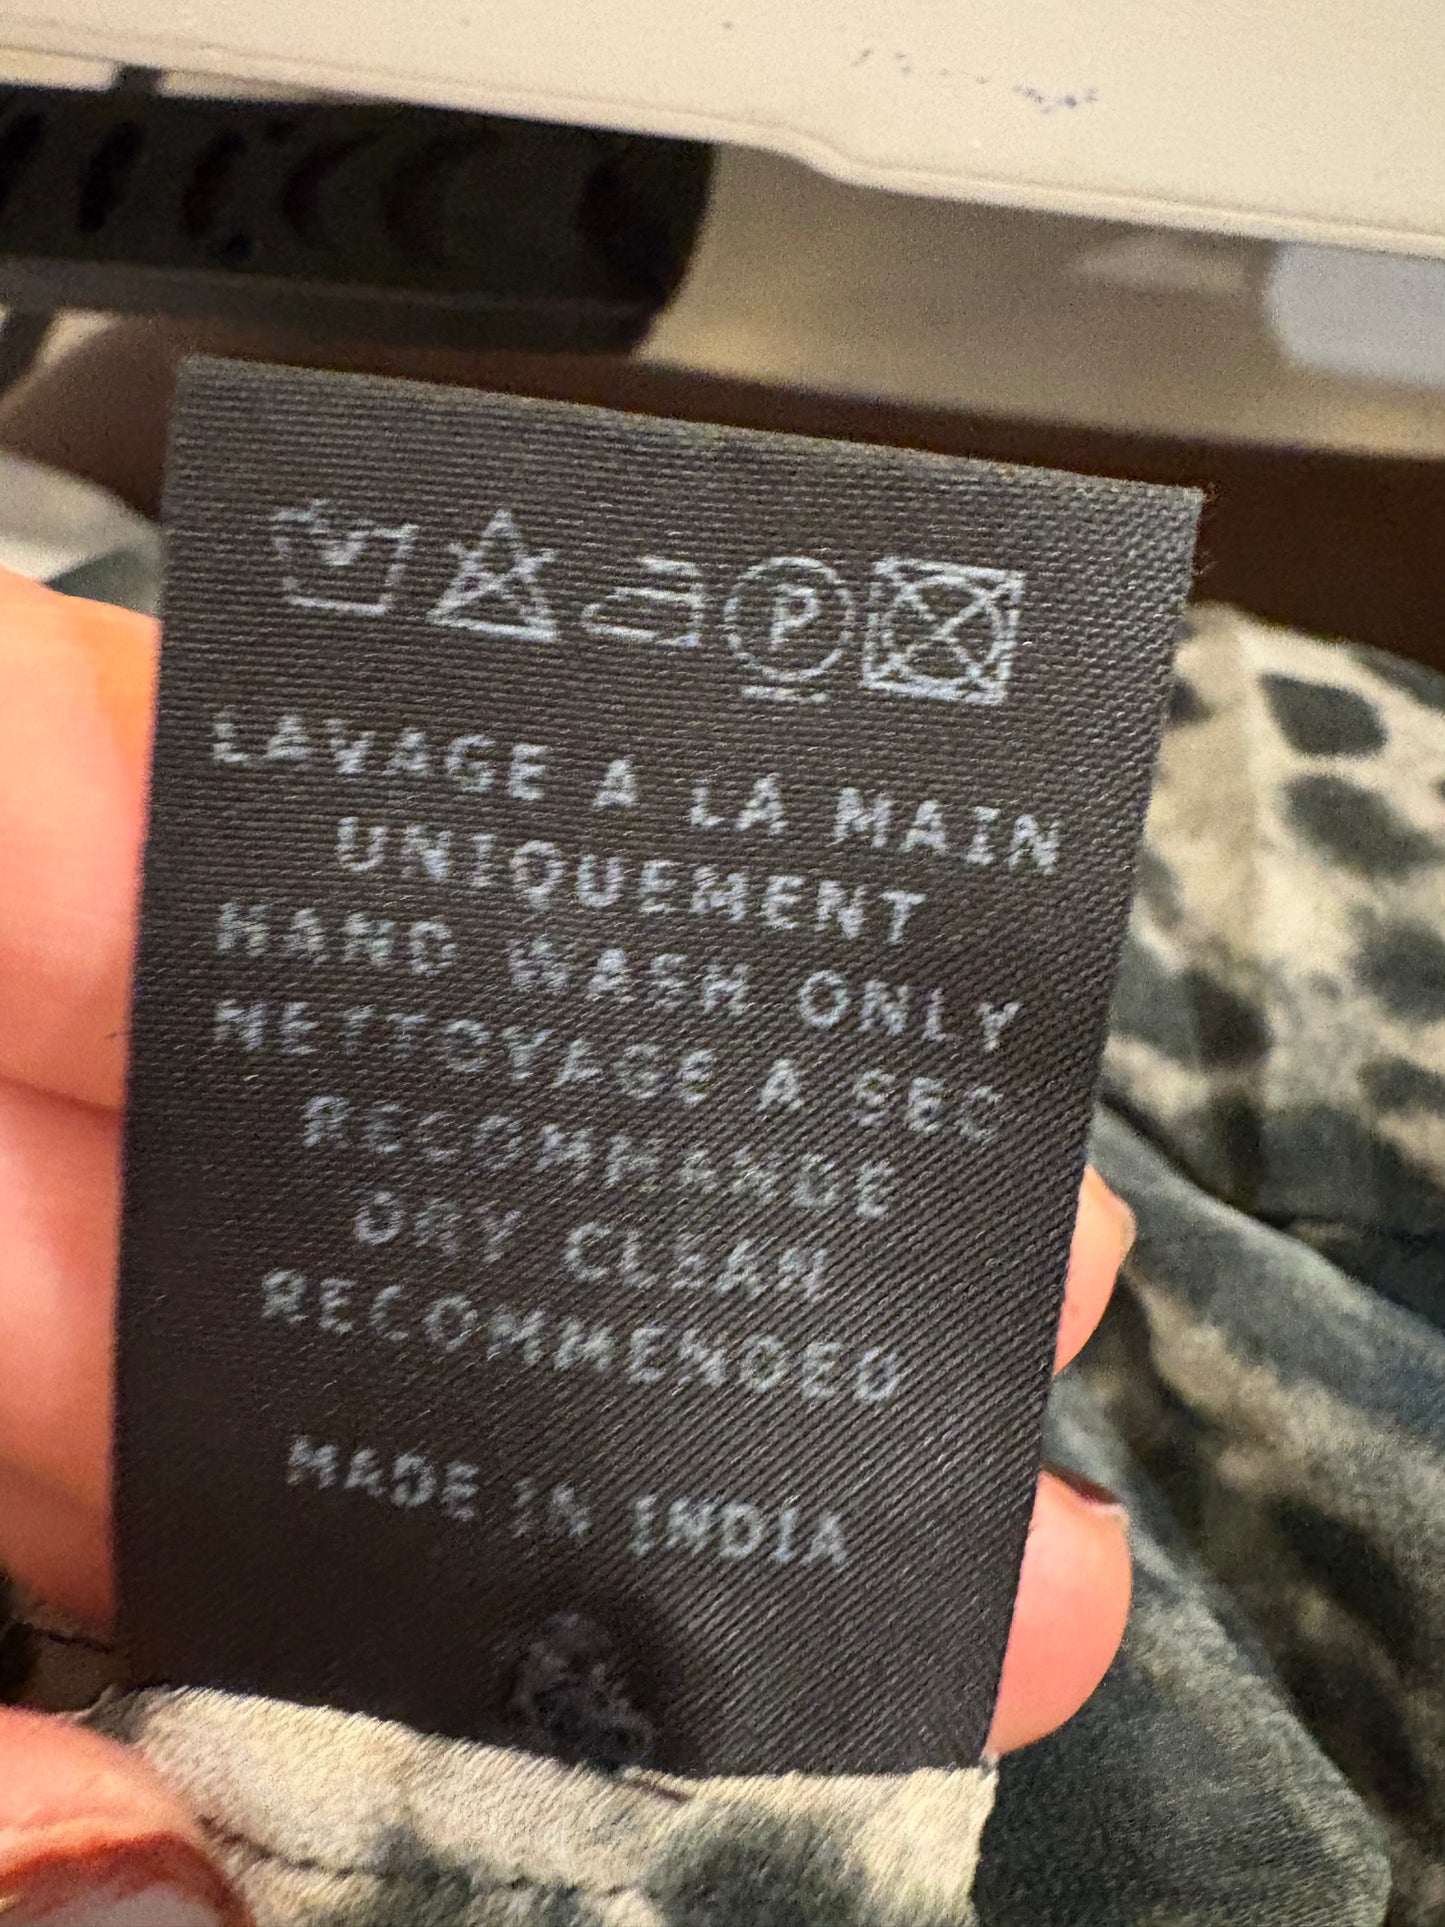 P
LAVAGE A LA MAIN
UNIQUEMENT
HAND WASH ONLY
NETTOYAGE A SEC
RECOMMANDE
DRY CLEAN
RECOMMENDED
MADE IN INDIA